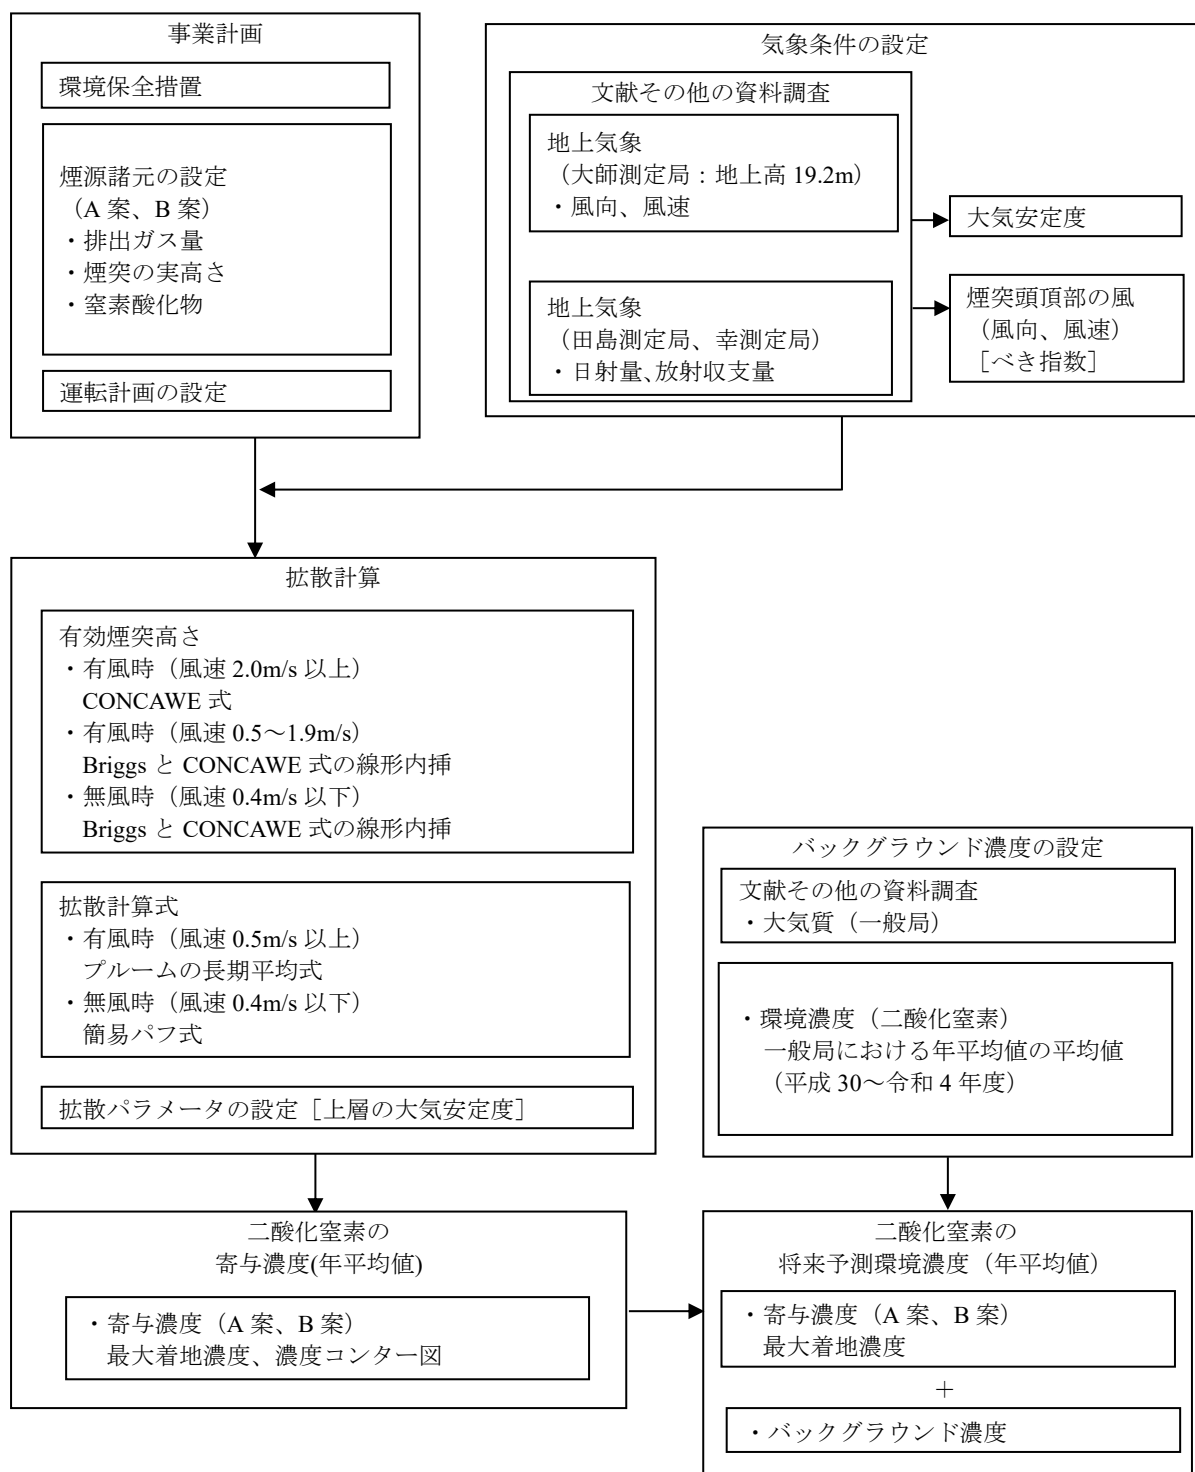 事業計画
環境保全措置
煙源諸元の設定
（A 案、B 案）
・排出ガス量
・煙突の実高さ
・窒素酸化物
運転計画の設定
気象条件の設定
文献その他の資料調査
地上気象
（大師測定局：地上高 19.2m）
・風向、風速
地上気象
（田島測定局、幸測定局）
・日射量、放射収支量
大気安定度
煙突頭頂部の風
（風向、風速）
［べき指数］
拡散計算
有効煙突高さ
・有風時（風速 2.0m/s 以上）
CONCAWE 式
・有風時（風速 0.5～1.9m/s）
Briggs と CONCAWE 式の線形内挿
・無風時（風速 0.4m/s 以下）
Briggs と CONCAWE 式の線形内挿
拡散計算式
・有風時（風速 0.5m/s 以上）
プルームの長期平均式
・無風時（風速 0.4m/s 以下）
簡易パフ式
拡散パラメータの設定［上層の大気安定度］
バックグラウンド濃度の設定
文献その他の資料調査
・大気質（一般局）
・環境濃度（二酸化窒素）
一般局における年平均値の平均値
（平成 30～令和 4 年度）
二酸化窒素の
寄与濃度(年平均値)
・寄与濃度（A 案、B 案）
最大着地濃度、濃度コンター図
二酸化窒素の
将来予測環境濃度（年平均値）
・寄与濃度（A 案、B 案）
最大着地濃度
＋
・バックグラウンド濃度